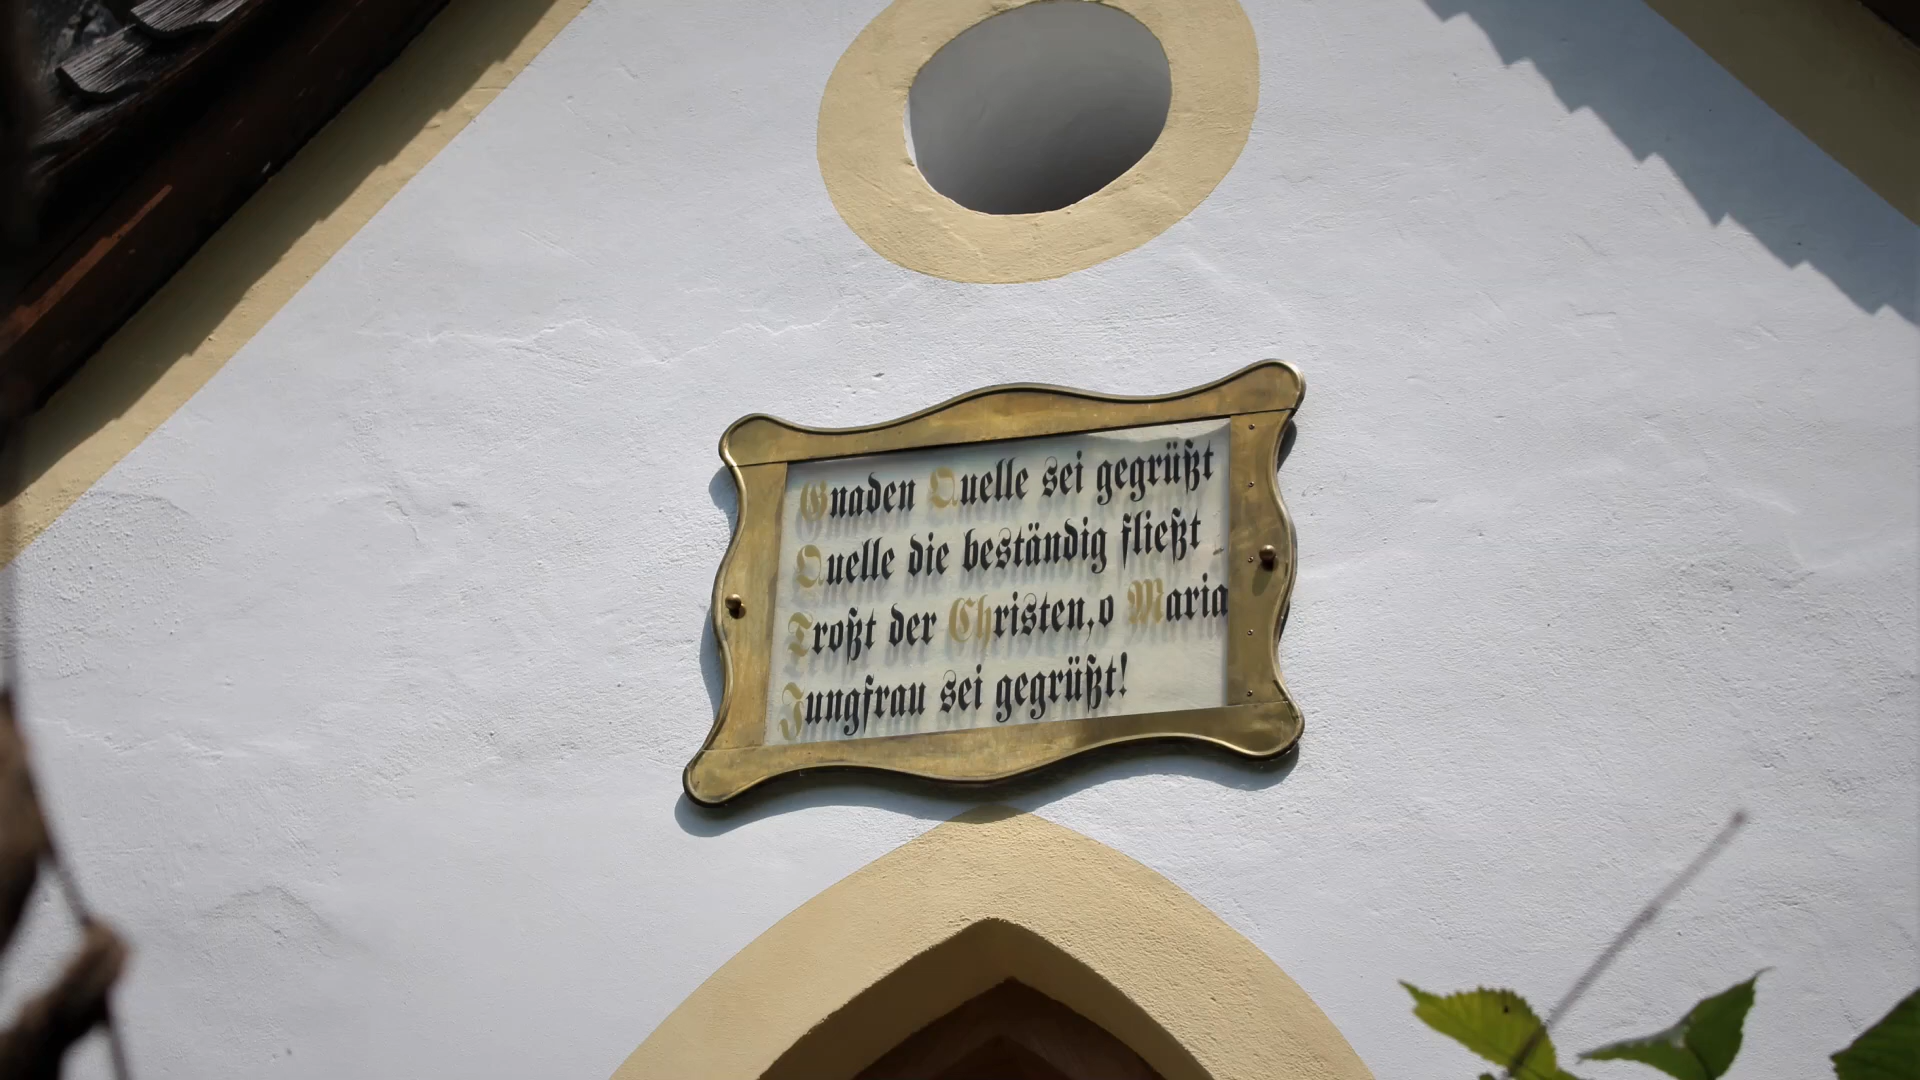 Gnaden Quelle sei gegrüßt
Quelle die beständig fließt
Troßt der Christen, o Maria
Jungfrau sei gegrüßt!